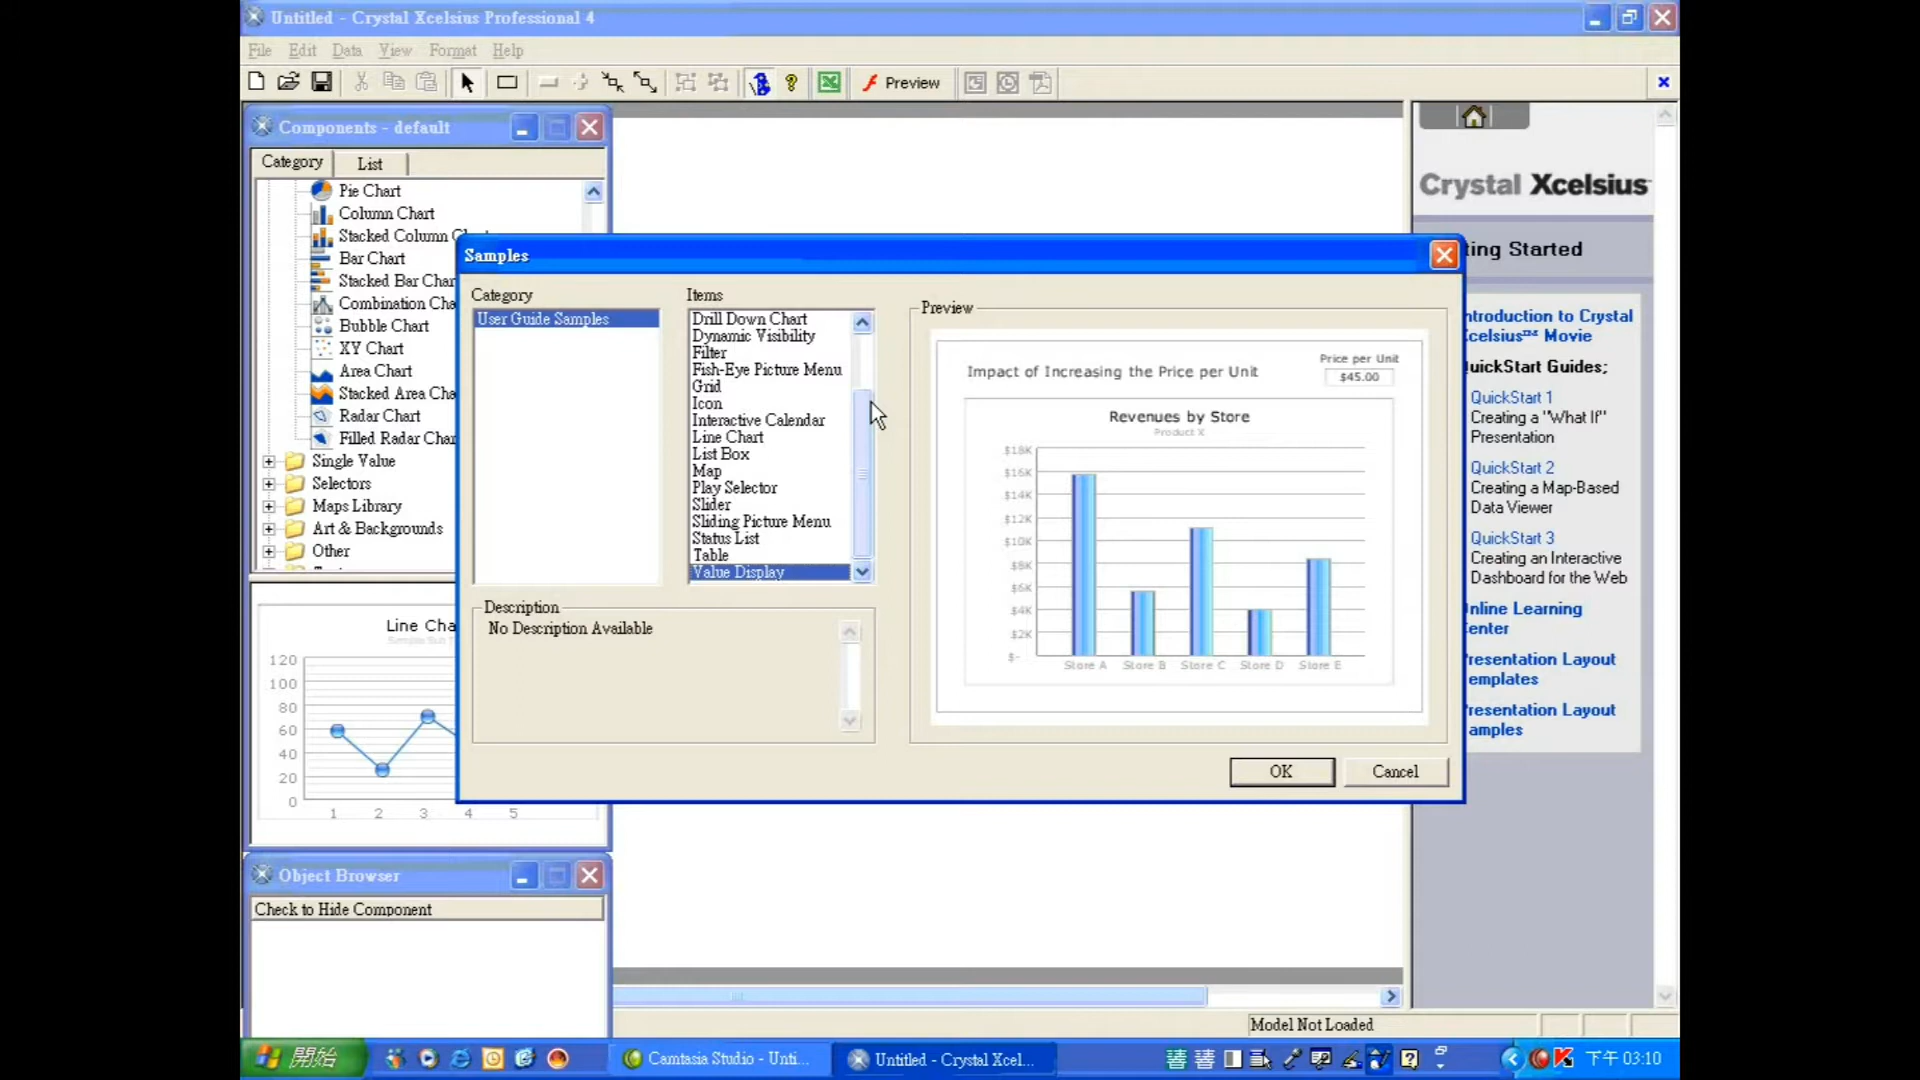 Untitled - Crystal Xcelsius Professional 4
File Edit Data View Format Help
Preview
Components - default
Category List
Pie Chart
Column Chart
Stacked Column
Bar Chart
Stacked Bar Char
Combination Cha
Bubble Chart
XY Chart
Area Chart
Stacked Area Cha
Radar Chart
Filled Radar Char
Single Value
Selectors
Maps Library
Art & Backgrounds
Other
Line Cha
120
100
80
60
40
20
0
1 2 3 4 5
Object Browser
Check to Hide Component
Samples
Category
User Guide Samples
Items
Drill Down Chart
Dynamic Visibility
Filter
Fish-Eye Picture Menu
Grid
Icon
Interactive Calendar
Line Chart
List Box
Map
Play Selector
Slider
Sliding Picture Menu
Status List
Table
Value Display
Description
No Description Available
Preview
Impact of Increasing the Price per Unit
Price per Unit
$45.00
Revenues by Store
Product X
$18K
$16K
$14K
$12K
$10K
$8K
$6K
$4K
$2K
$-
Store A Store B Store C Store D Store E
OK Cancel
Crystal Xcelsius
ting Started
ntroduction to Crystal
Xcelsius™ Movie
uickStart Guides;
QuickStart 1
Creating a "What If"
Presentation
QuickStart 2
Creating a Map-Based
Data Viewer
QuickStart 3
Creating an Interactive
Dashboard for the Web
nline Learning
enter
resentation Layout
emplates
resentation Layout
amples
Model Not Loaded
開始
Camtasia Studio - Unti...
Untitled - Crystal Xcel...
下午 03:10